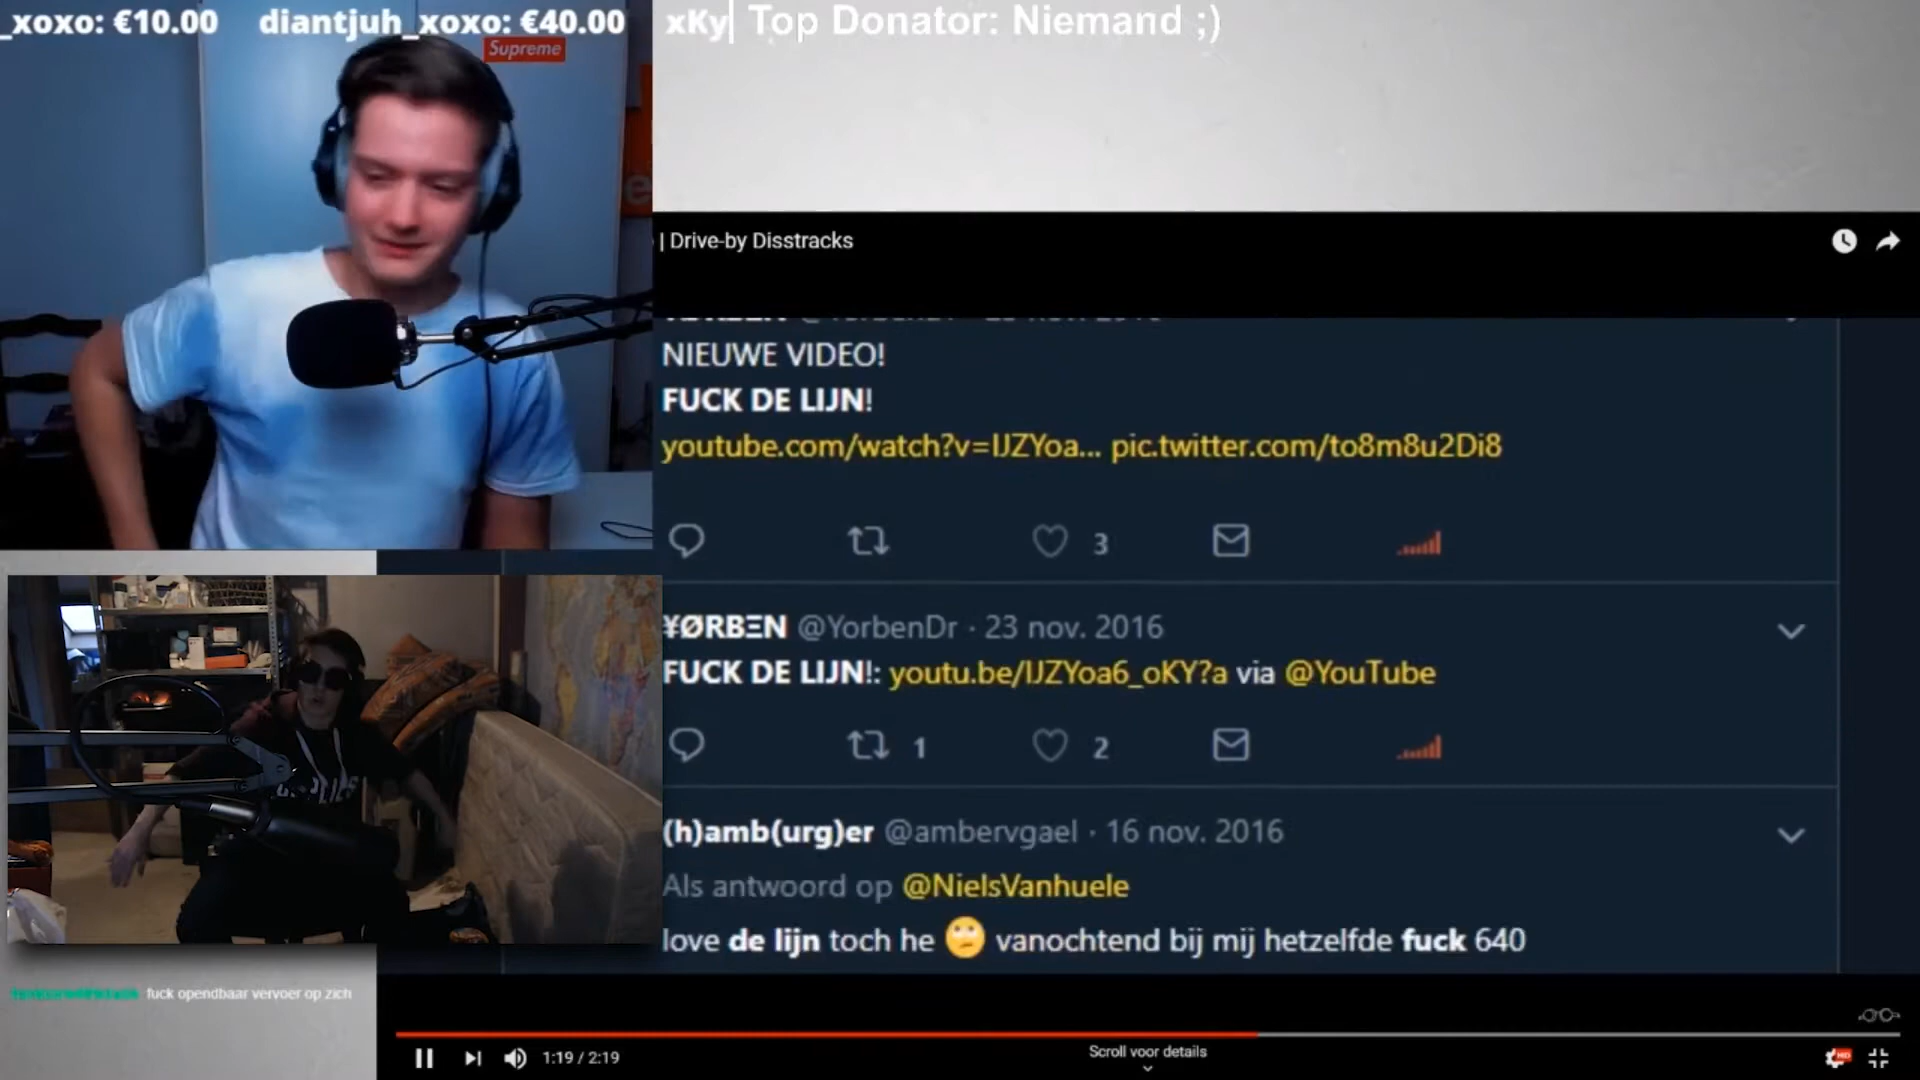 _xoxo: €10.00 diantjuh_xoxo: €40.00 xKy Top Donator: Niemand ;)
Supreme
| Drive-by Disstracks
NIEUWE VIDEO!
FUCK DE LIJN!
youtube.com/watch?v=IJZYoa... pic.twitter.com/to8m8u2Di8
3
¥ØRBΞN @YorbenDr · 23 nov. 2016
FUCK DE LIJN!: youtu.be/IJZYoa6_oKY?a via @YouTube
1 2
(h)amb(urg)er @ambervgael · 16 nov. 2016
Als antwoord op @NielsVanhuele
love de lijn toch he 🙄 vanochtend bij mij hetzelfde fuck 640
fuck opendbaar vervoer op zich
1:19 / 2:19
Scroll voor details
HD